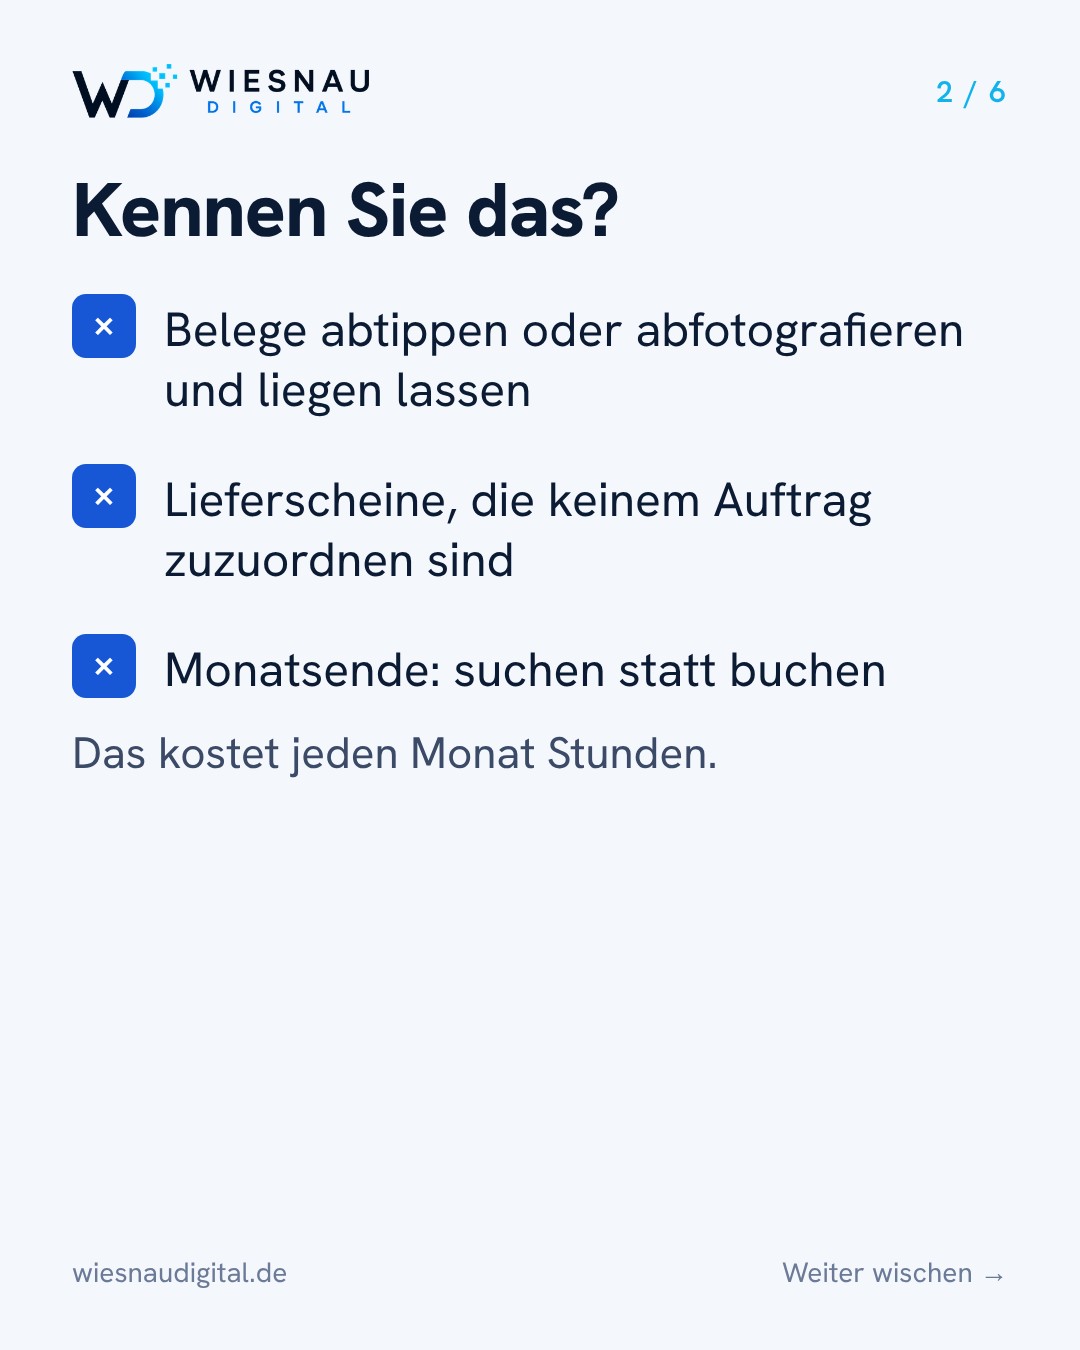 WIESNAU
DIGITAL
2 / 6
Kennen Sie das?
× Belege abtippen oder abfotografieren
und liegen lassen
× Lieferscheine, die keinem Auftrag
zuzuordnen sind
× Monatsende: suchen statt buchen
Das kostet jeden Monat Stunden.
wiesnaudigital.de
Weiter wischen →